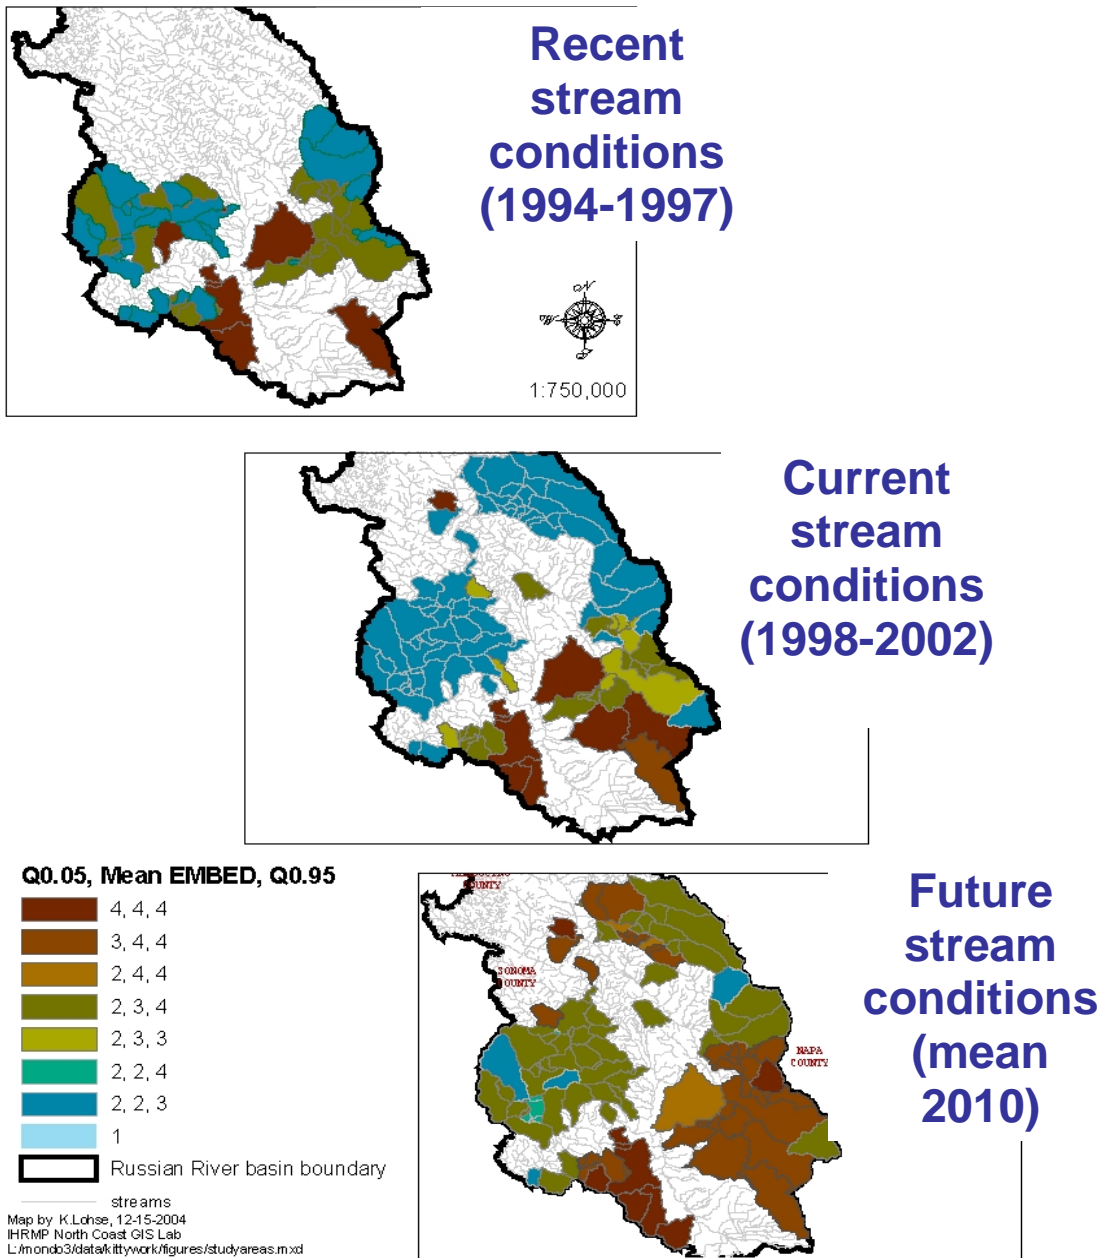 Recent
stream
conditions
(1994-1997)
N
1:750,000
Current
stream
conditions
(1998-2002)
Q0.05, Mean EMBED, Q0.95
4, 4, 4
3, 4, 4
2, 4, 4
2, 3, 4
2, 3, 3
2, 2, 4
2, 2, 3
1
Russian River basin boundary
streams
Map by K.Lohse, 12-15-2004
IHRMP North Coast GIS Lab
L:/mondo3/data/kittywork/figures/studyareas.mxd
COUNTY
SONOMA
COUNTY
NAPA
COUNTY
Future
stream
conditions
(mean
2010)